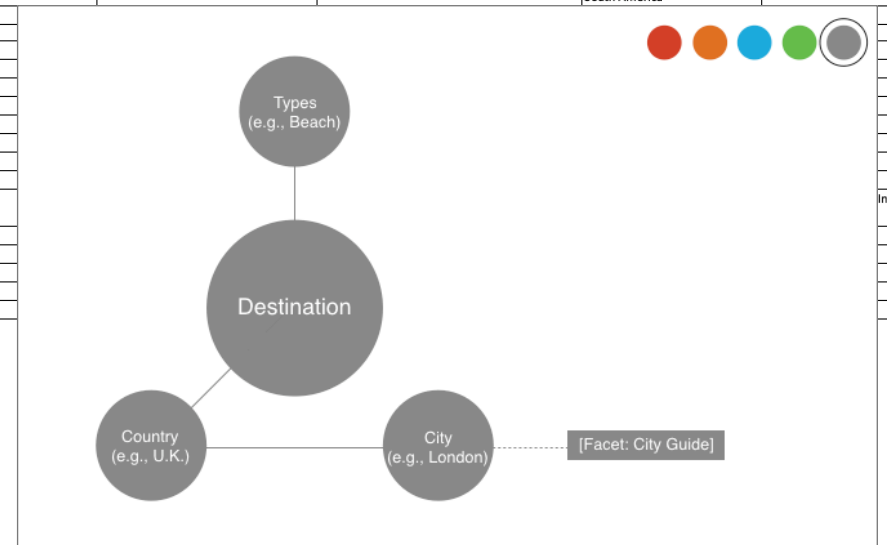 Types
(e.g., Beach)
Destination
Country
(e.g., U.K.)
City
(e.g., London)
[Facet: City Guide]